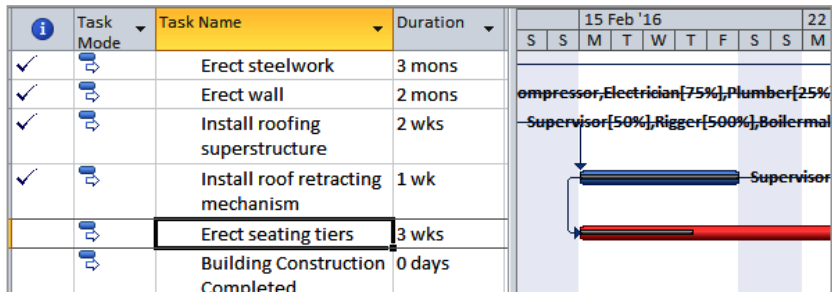 i Task Mode Task Name Duration 15 Feb '16 22
S S M T W T F S S M
Erect steelwork 3 mons
Erect wall 2 mons ompressor,Electrician[75%],Plumber[25%
Install roofing superstructure 2 wks Supervisor[50%],Rigger[500%],Boilermal
Install roof retracting mechanism 1 wk Supervisor
Erect seating tiers 3 wks
Building Construction Completed 0 days